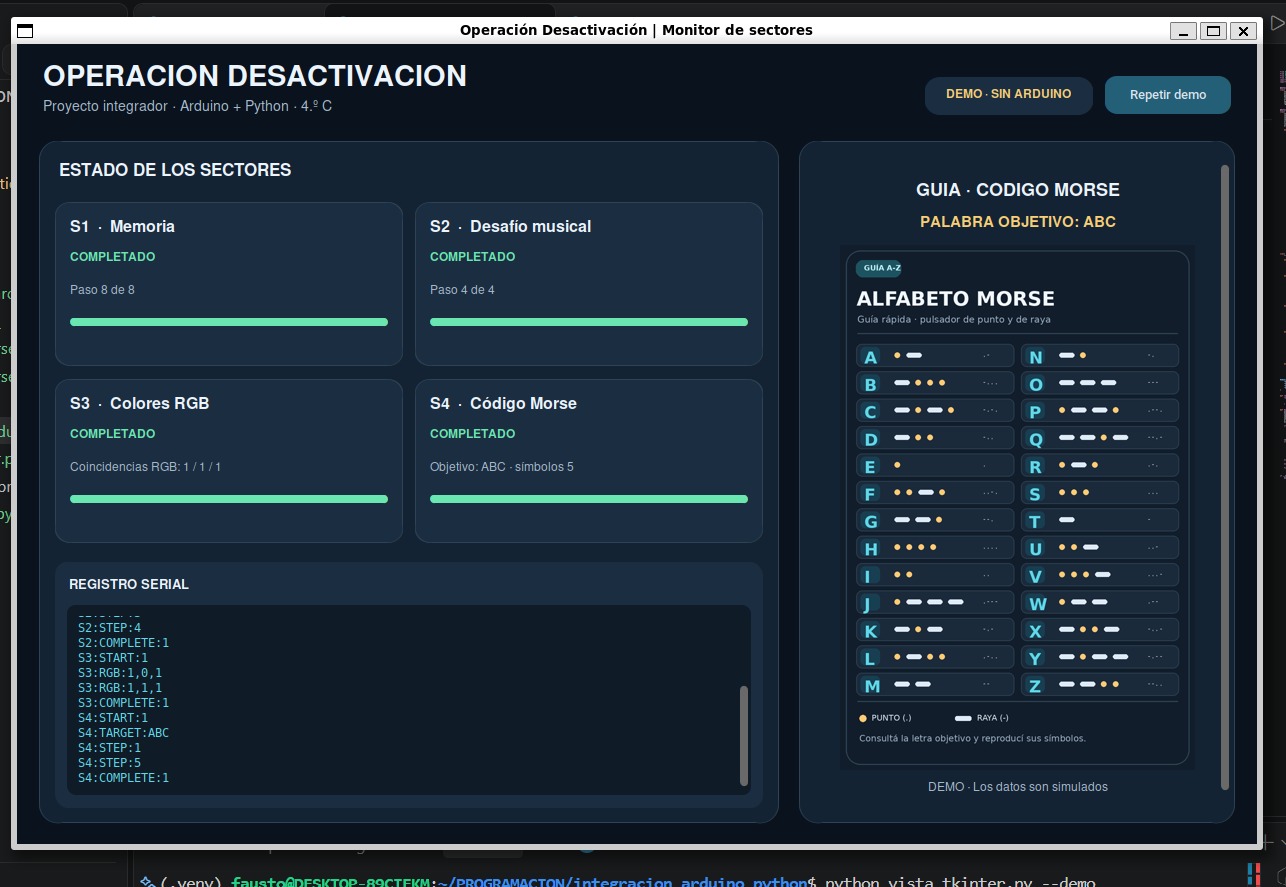 Operación Desactivación | Monitor de sectores
OPERACION DESACTIVACION
Proyecto integrador · Arduino + Python · 4.º C
DEMO · SIN ARDUINO
Repetir demo
ESTADO DE LOS SECTORES
S1 · Memoria
COMPLETADO
Paso 8 de 8
S2 · Desafío musical
COMPLETADO
Paso 4 de 4
S3 · Colores RGB
COMPLETADO
Coincidencias RGB: 1 / 1 / 1
S4 · Código Morse
COMPLETADO
Objetivo: ABC · símbolos 5
REGISTRO SERIAL
S2:STEP:4
S2:COMPLETE:1
S3:START:1
S3:RGB:1,0,1
S3:RGB:1,1,1
S3:COMPLETE:1
S4:START:1
S4:TARGET:ABC
S4:STEP:1
S4:STEP:5
S4:COMPLETE:1
GUIA · CODIGO MORSE
PALABRA OBJETIVO: ABC
GUÍA A-Z
ALFABETO MORSE
Guía rápida · pulsador de punto y de raya
A .-
B -...
C -.-.
D -..
E .
F ..-.
G --.
H ....
I ..
J .---
K -.-
L .-..
M --
N -.
O ---
P .--.
Q --.-
R .-.
S ...
T -
U ..-
V ...-
W .--
X -..-
Y -.--
Z --..
PUNTO (.) RAYA (-)
Consultá la letra objetivo y reproducí sus símbolos.
DEMO · Los datos son simulados
(.venv) fausto@DESKTOP-89CTEKM:~/PROGRAMACION/integracion_arduino_python$ python vista_tkinter.py --demo